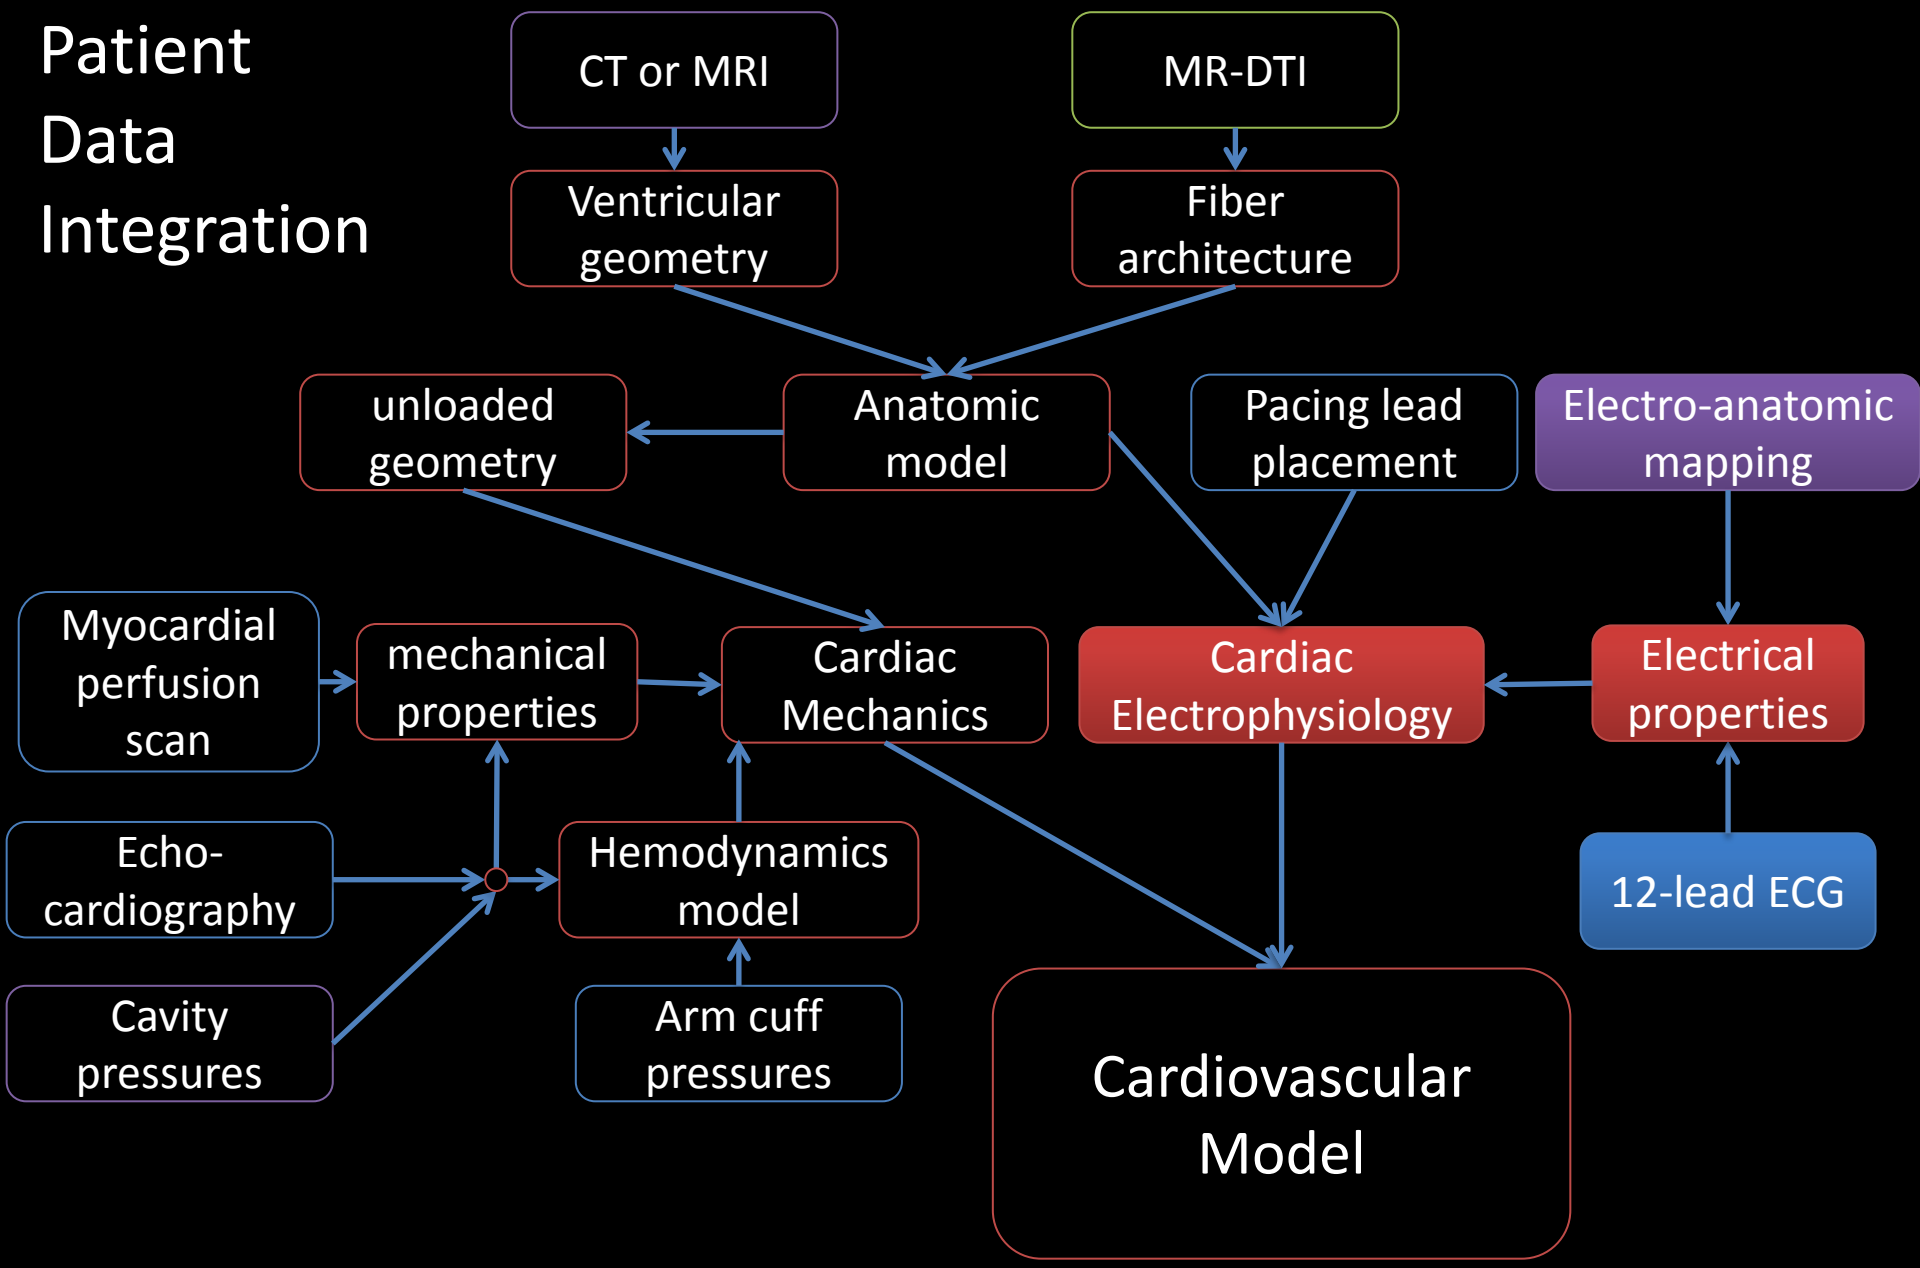 Patient
Data
Integration
CT or MRI
MR-DTI
Ventricular
geometry
Fiber
architecture
unloaded
geometry
Anatomic
model
Pacing lead
placement
Electro-anatomic
mapping
Myocardial
perfusion
scan
mechanical
properties
Cardiac
Mechanics
Cardiac
Electrophysiology
Electrical
properties
Echo-
cardiography
Hemodynamics
model
12-lead ECG
Cavity
pressures
Arm cuff
pressures
Cardiovascular
Model